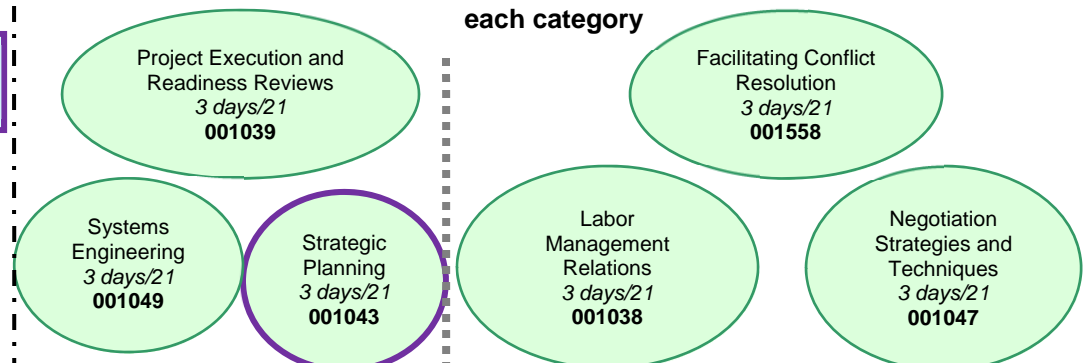 each category
Project Execution and
Readiness Reviews
3 days/21
001039
Facilitating Conflict
Resolution
3 days/21
001558
Systems
Engineering
3 days/21
001049
Strategic
Planning
3 days/21
001043
Labor
Management
Relations
3 days/21
001038
Negotiation
Strategies and
Techniques
3 days/21
001047